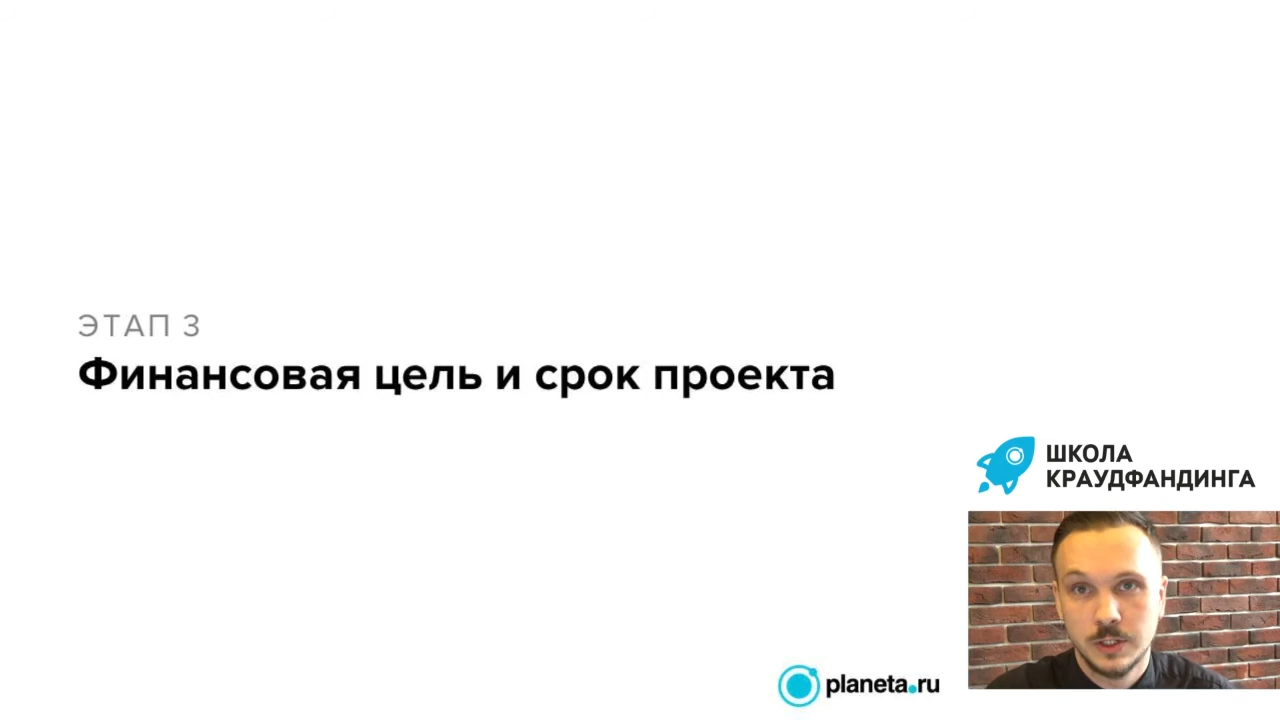 ЭТАП 3
Финансовая цель и срок проекта
ШКОЛА
КРАУДФАНДИНГА
planeta.ru